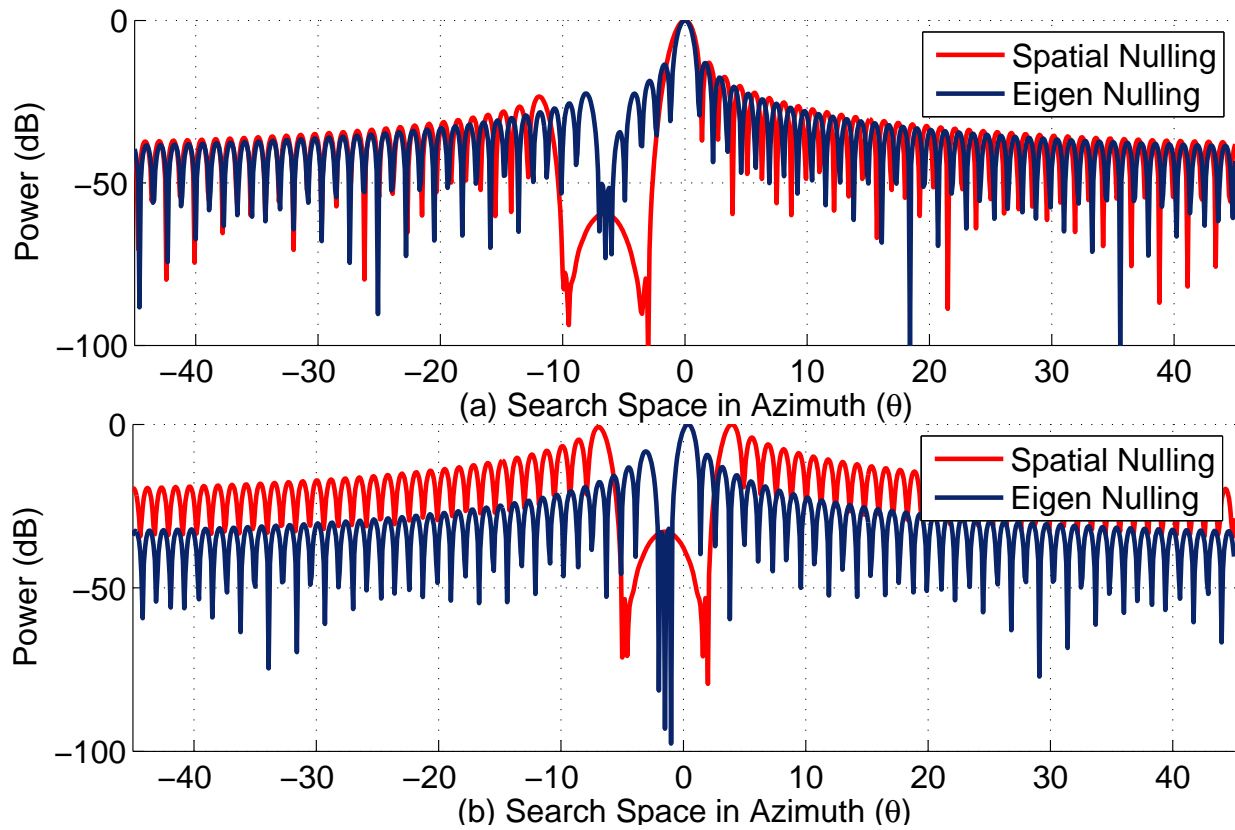 0
−50
−100
Power (dB)
Spatial Nulling
Eigen Nulling
−40 −30 −20 −10 0 10 20 30 40
(a) Search Space in Azimuth (θ)
0
−50
−100
Power (dB)
Spatial Nulling
Eigen Nulling
−40 −30 −20 −10 0 10 20 30 40
(b) Search Space in Azimuth (θ)